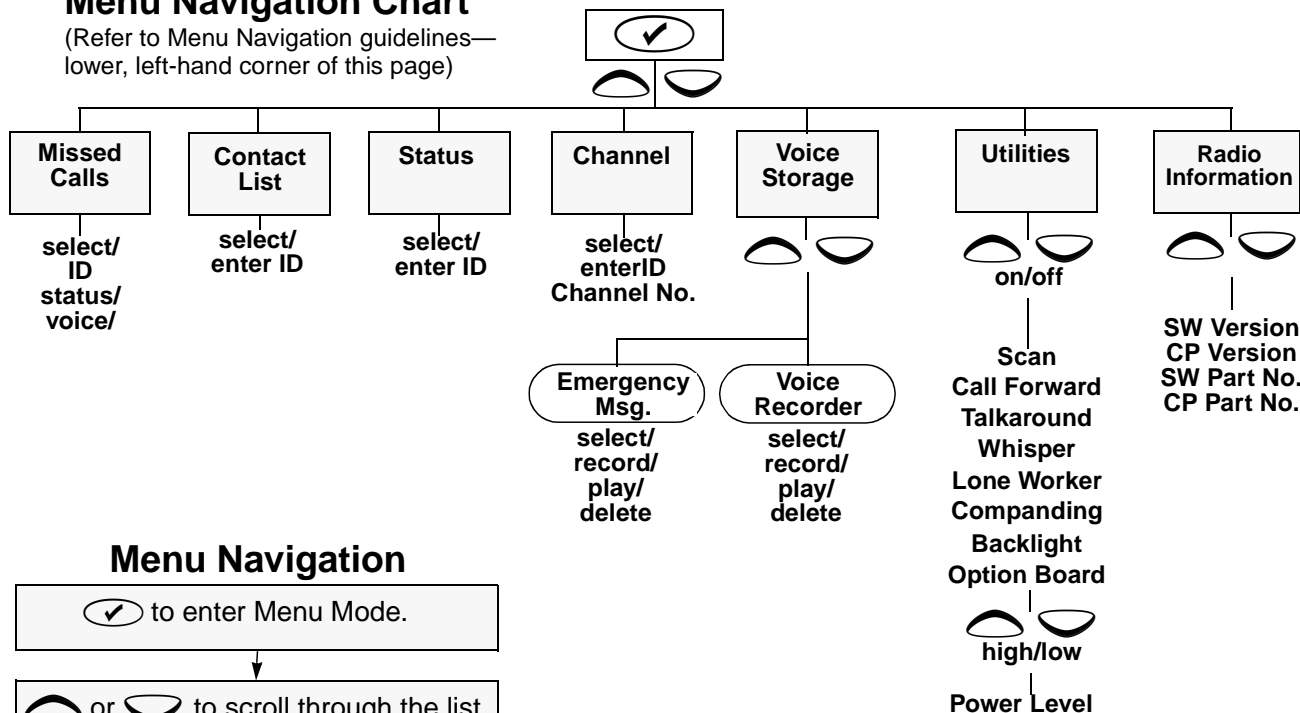 Menu Navigation Chart
(Refer to Menu Navigation guidelines—
lower, left-hand corner of this page)
Missed
Calls
select/
ID
status/
voice/
Contact
List
select/
enter ID
Status
select/
enter ID
Channel
select/
enterID
Channel No.
Voice
Storage
Emergency
Msg.
select/
record/
play/
delete
Voice
Recorder
select/
record/
play/
delete
Utilities
on/off
Scan
Call Forward
Talkaround
Whisper
Lone Worker
Companding
Backlight
Option Board
high/low
Power Level
Radio
Information
SW Version
CP Version
SW Part No.
CP Part No.
Menu Navigation
to enter Menu Mode.
or to scroll through the list